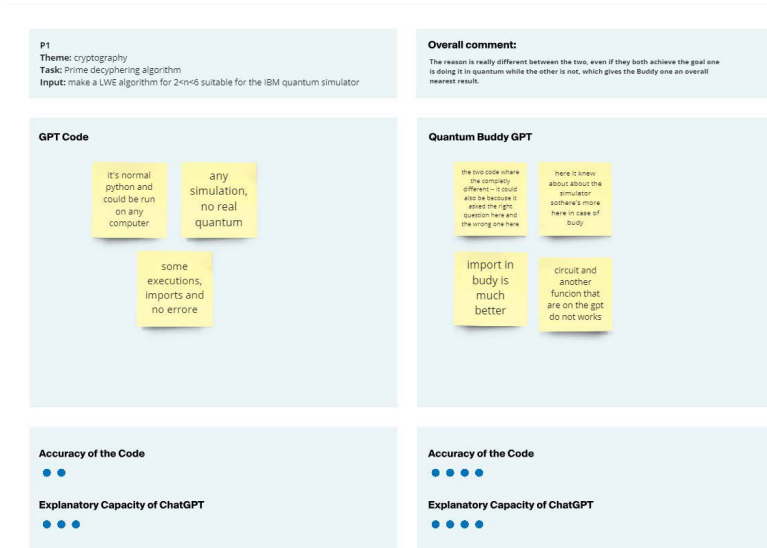 P1
Theme: cryptography
Task: Prime decyphering algorithm
Input: make a LWE algorithm for 2<n<6 suitable for the IBM quantum simulator
Overall comment:
The reason is really different between the two, even if they both achieve the goal one
is doing it in quantum while the other is not, which gives the Buddy one an overall
nearest result.
GPT Code
it's normal
python and
could be run
on any
computer
any
simulation,
no real
quantum
some
executions,
imports and
no errore
Quantum Buddy GPT
the two code where
the completly
different -- it could
also be becouse it
asked the right
question here and
the wrong one here
here it knew
about about the
simulator
sothere's more
here in case of
budy
import in
budy is
much
better
circuit and
another
funcion that
are on the gpt
do not works
Accuracy of the Code
Explanatory Capacity of ChatGPT
Accuracy of the Code
Explanatory Capacity of ChatGPT